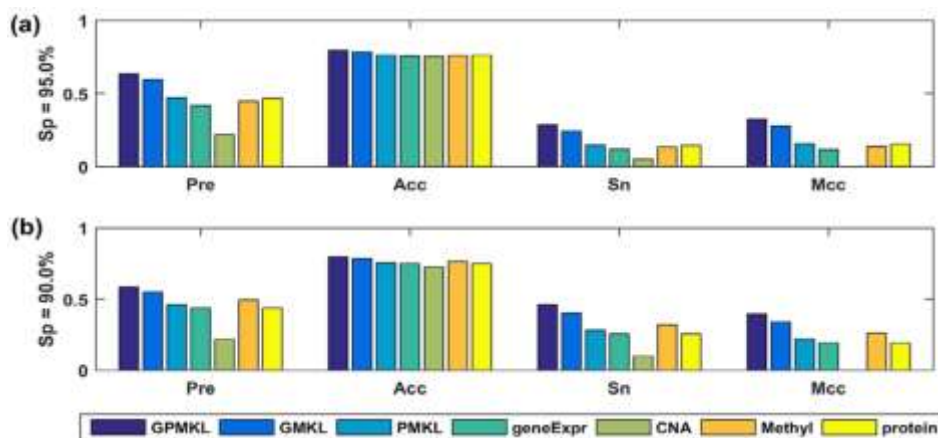 (a)
Sp = 95.0%
1
0.5
0
Pre Acc Sn Mcc
(b)
Sp = 90.0%
1
0.5
0
Pre Acc Sn Mcc
GPMKL GMKL PMKL geneExpr CNA Methyl protein